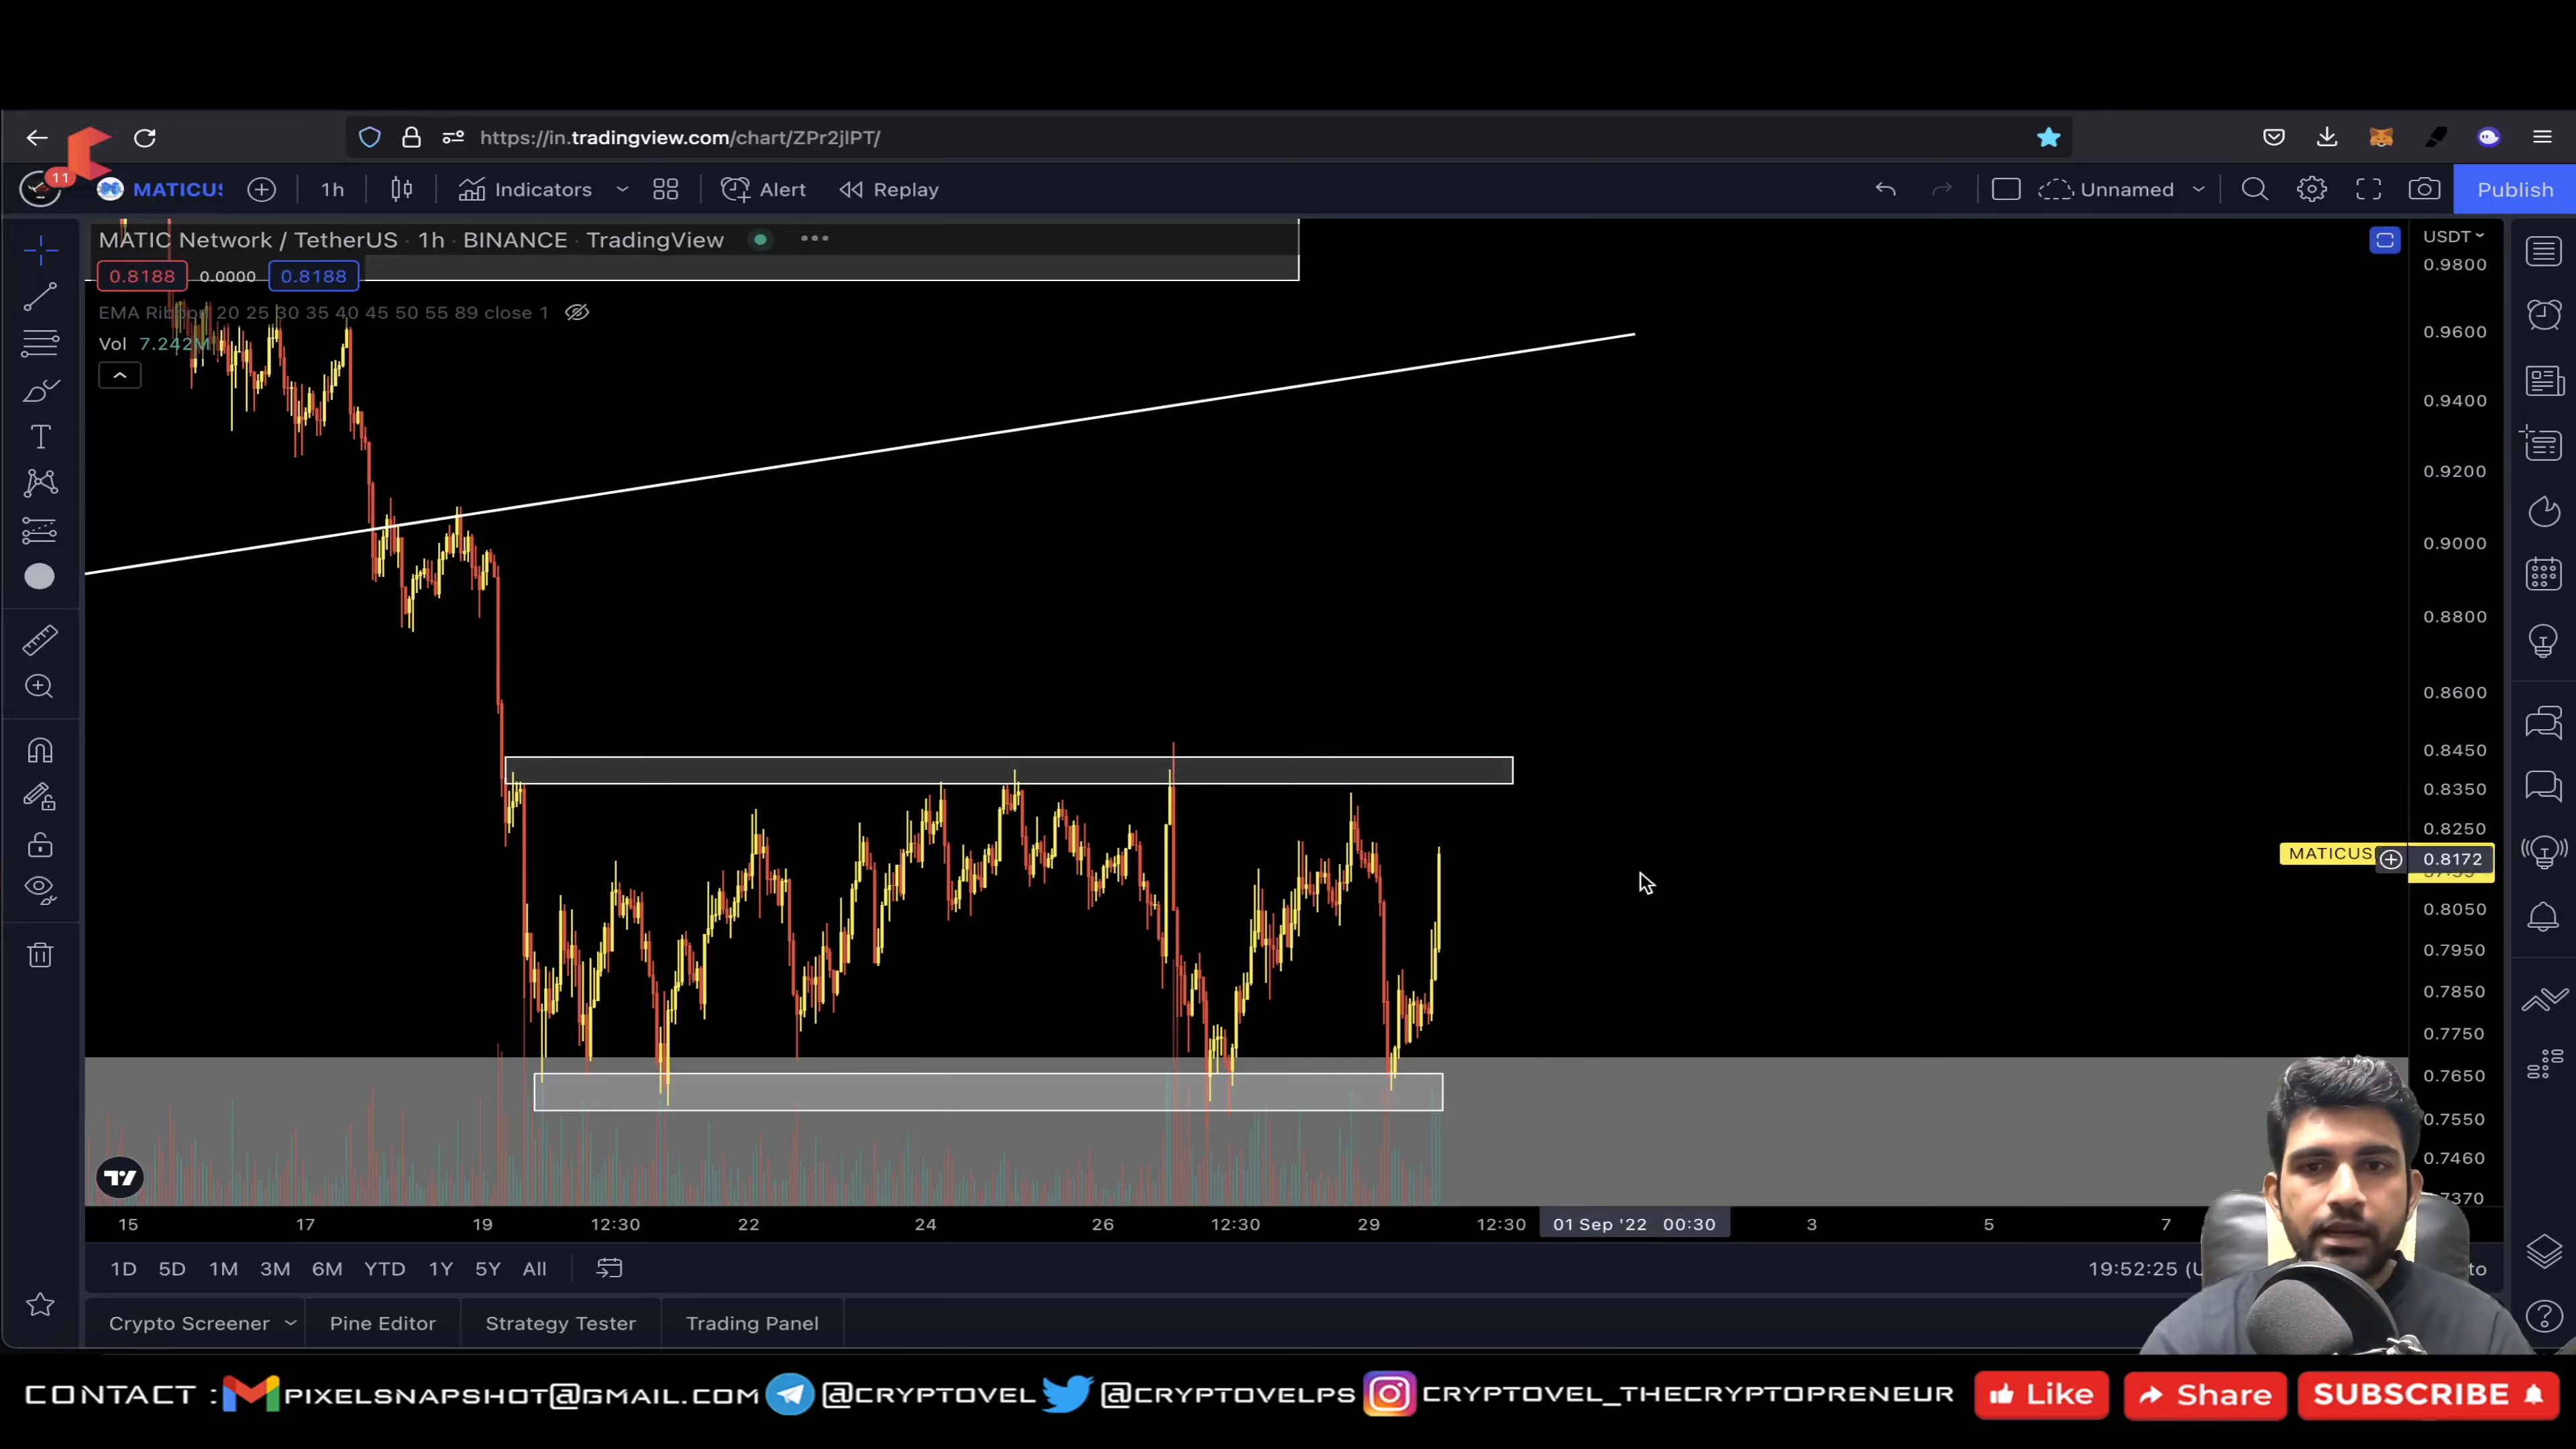 https://in.tradingview.com/chart/ZPr2jlPT/
11
MATICUS
1h
Indicators
Alert
Replay
Unnamed
Publish
MATIC Network / TetherUS · 1h · BINANCE · TradingView
USDT
0.8188 0.0000 0.8188
EMA Ribbon 20 25 30 35 40 45 50 55 89 close 1
Vol 7.242M
0.9800
0.9600
0.9400
0.9200
0.9000
0.8800
0.8600
0.8450
0.8350
0.8250
MATICUS 0.8172
0.8050
0.7950
0.7850
0.7750
0.7650
0.7550
0.7460
7370
15 17 19 12:30 22 24 26 12:30 29 12:30 01 Sep '22 00:30 3 5 7
1D 5D 1M 3M 6M YTD 1Y 5Y All
19:52:25 (U
to
Crypto Screener Pine Editor Strategy Tester Trading Panel
CONTACT : PIXELSNAPSHOT@GMAIL.COM @CRYPTOVEL @CRYPTOVELPS CRYPTOVEL_THECRYPTOPRENEUR Like Share SUBSCRIBE